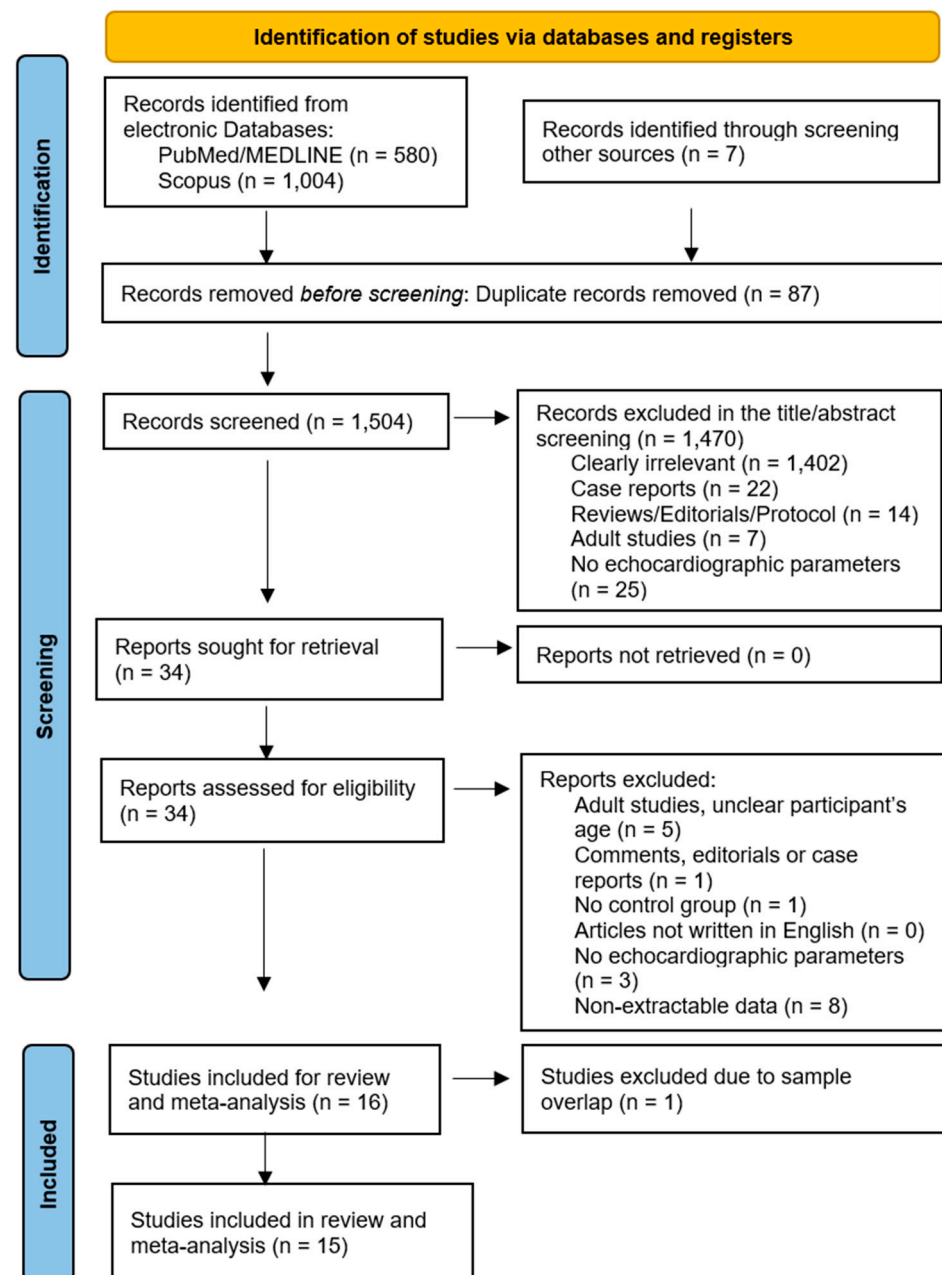 Identification of studies via databases and registers
Identification
Records identified from
electronic Databases:
PubMed/MEDLINE (n = 580)
Scopus (n = 1,004)
Records identified through screening
other sources (n = 7)
Records removed before screening: Duplicate records removed (n = 87)
Screening
Records screened (n = 1,504)
Records excluded in the title/abstract
screening (n = 1,470)
Clearly irrelevant (n = 1,402)
Case reports (n = 22)
Reviews/Editorials/Protocol (n = 14)
Adult studies (n = 7)
No echocardiographic parameters
(n = 25)
Reports sought for retrieval
(n = 34)
Reports not retrieved (n = 0)
Reports assessed for eligibility
(n = 34)
Reports excluded:
Adult studies, unclear participant’s
age (n = 5)
Comments, editorials or case
reports (n = 1)
No control group (n = 1)
Articles not written in English (n = 0)
No echocardiographic parameters
(n = 3)
Non-extractable data (n = 8)
Included
Studies included for review
and meta-analysis (n = 16)
Studies excluded due to sample
overlap (n = 1)
Studies included in review and
meta-analysis (n = 15)